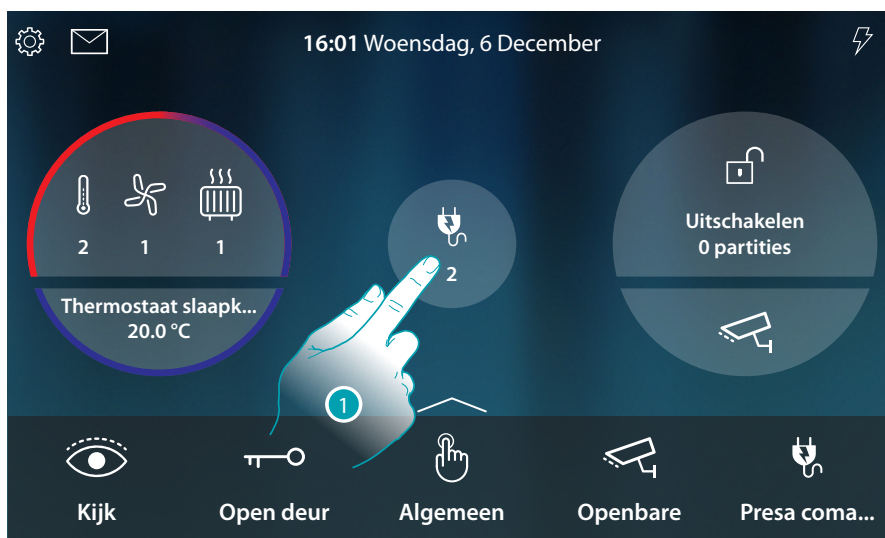 16:01 Woensdag, 6 December
2 1 1
Thermostaat slaapk...
20.0 °C
2
1
Uitschakelen
0 partities
Kijk
Open deur
Algemeen
Openbare
Presa coma...